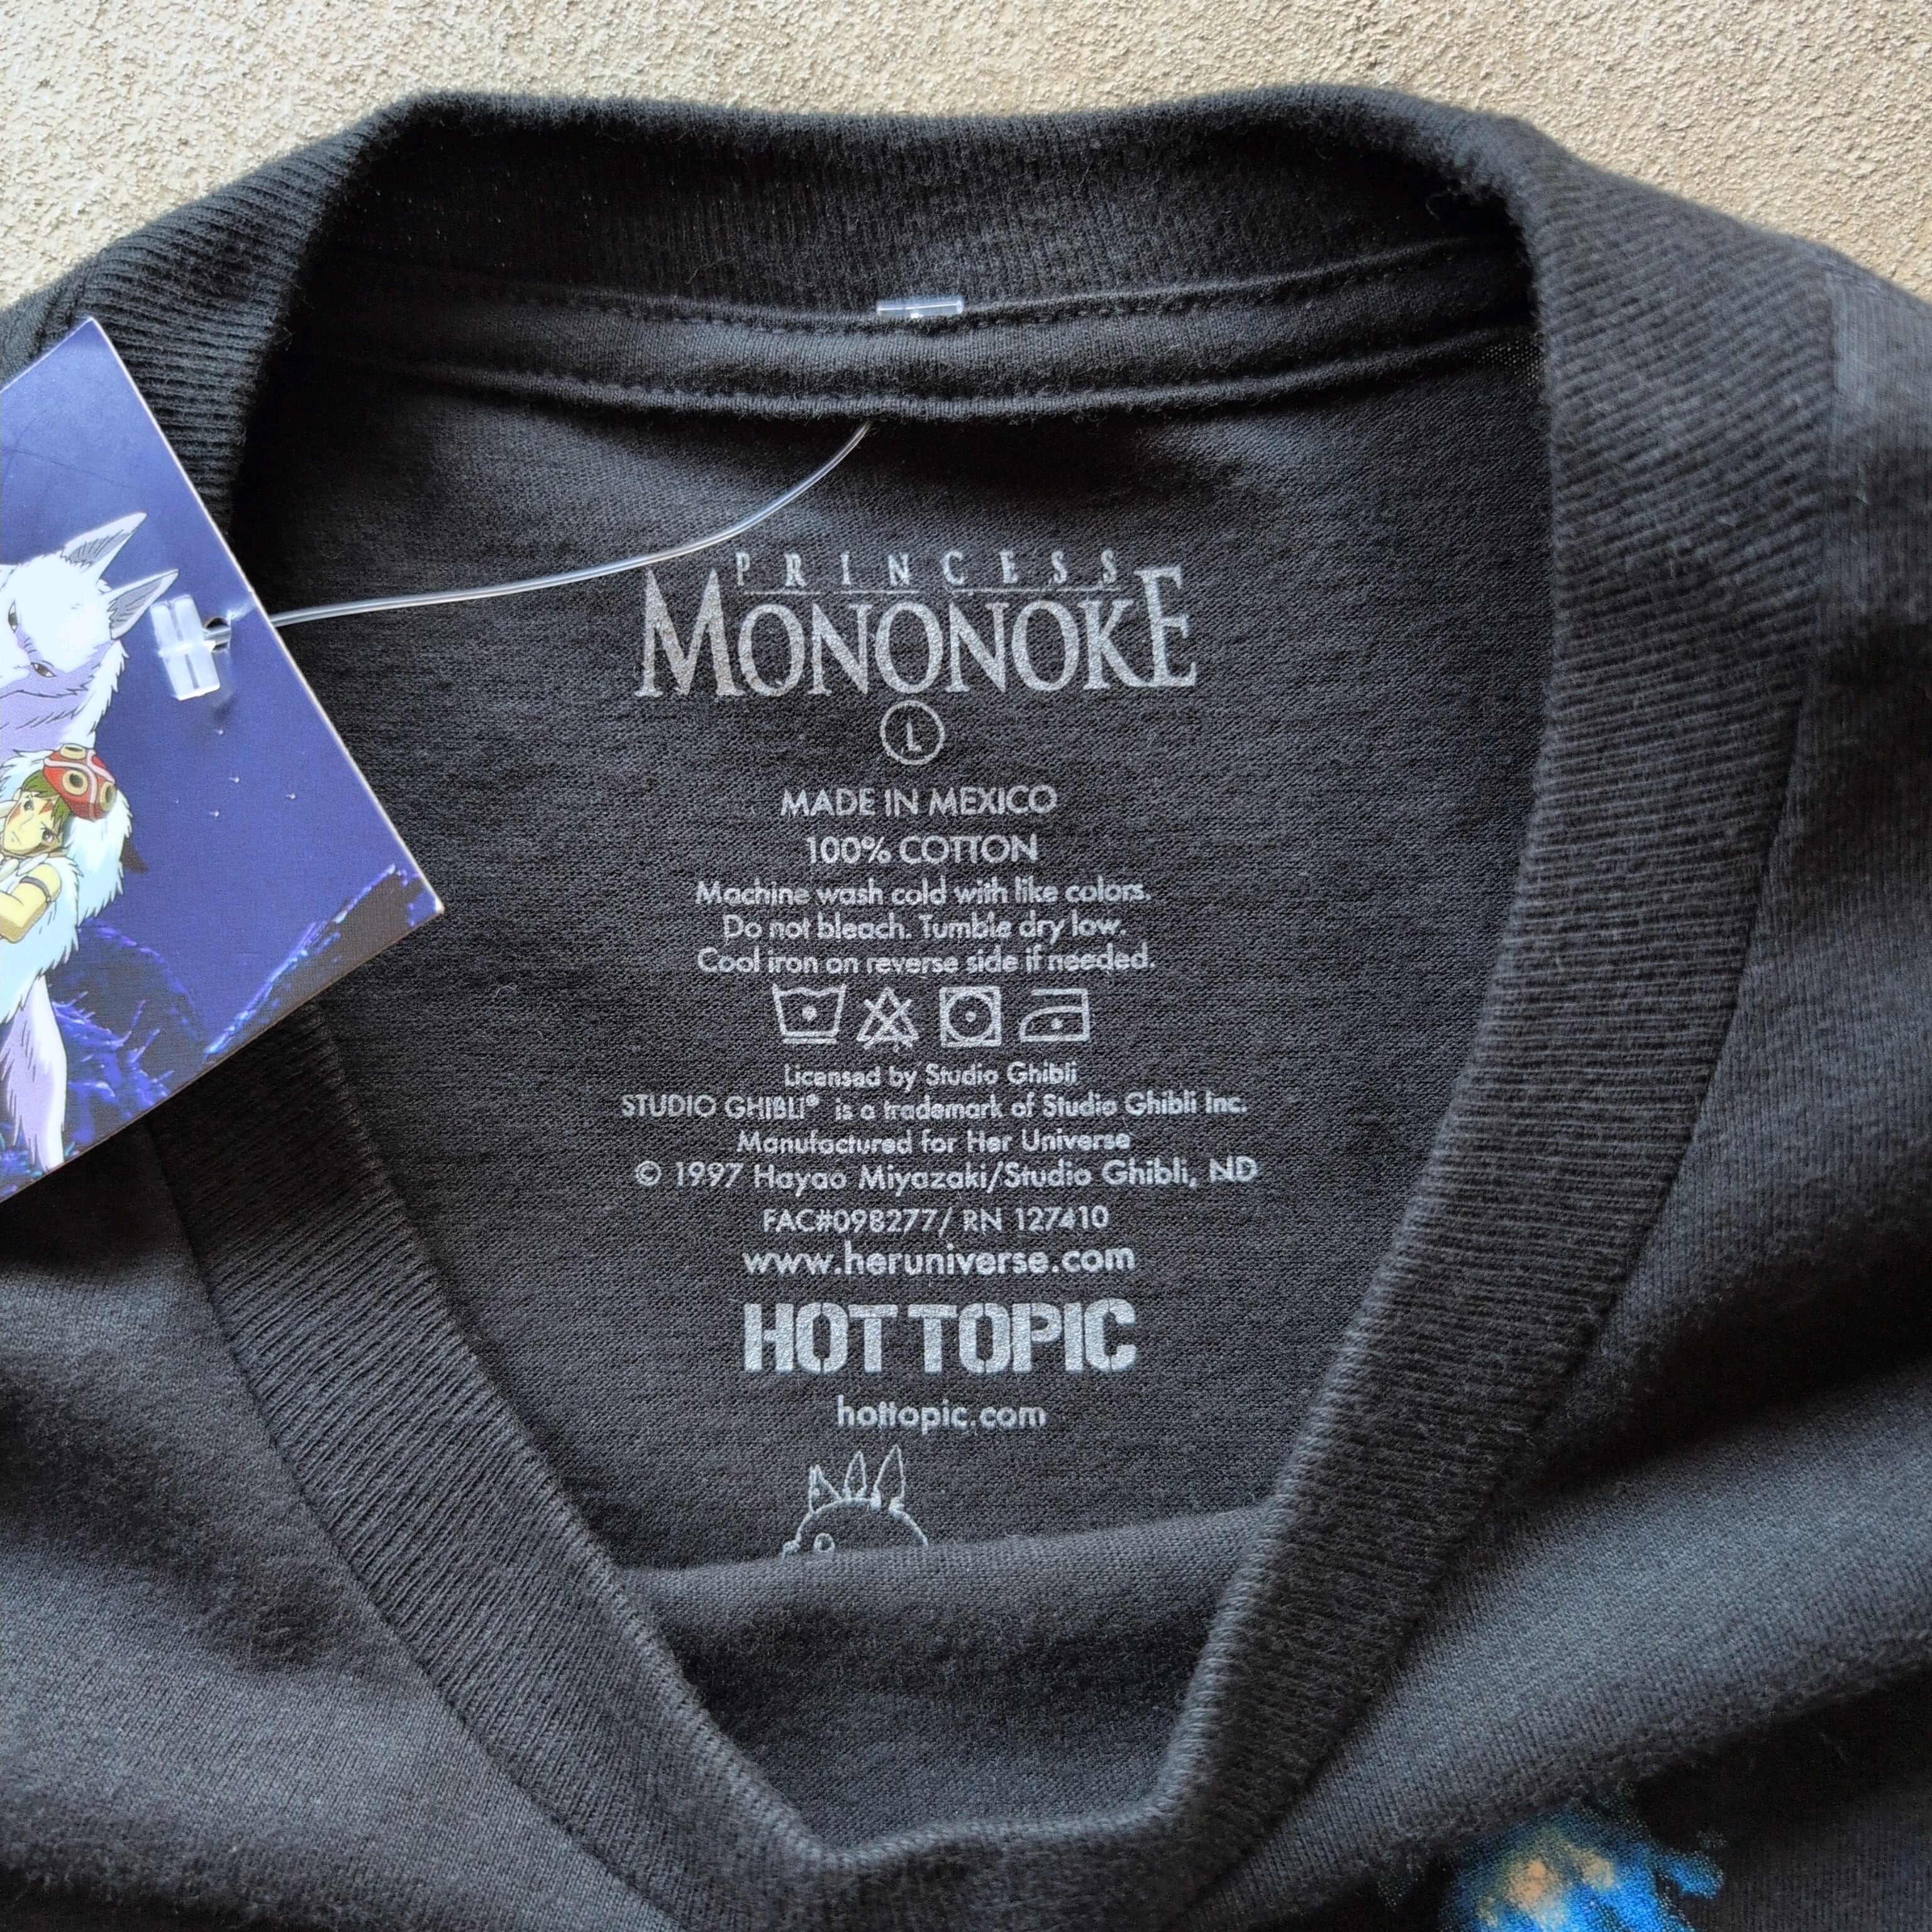 PRINCESS
MONONOKE
L
MADE IN MEXICO
100% COTTON
Machine wash cold with like colors.
Do not bleach. Tumble dry low.
Cool iron on reverse side if needed.
Licensed by Studio Ghibli
STUDIO GHIBLI® is a trademark of Studio Ghibli Inc.
Manufactured for Her Universe
© 1997 Hayao Miyazaki/Studio Ghibli, ND
FAC#098277/ RN 127410
www.heruniverse.com
HOT TOPIC
hottopic.com